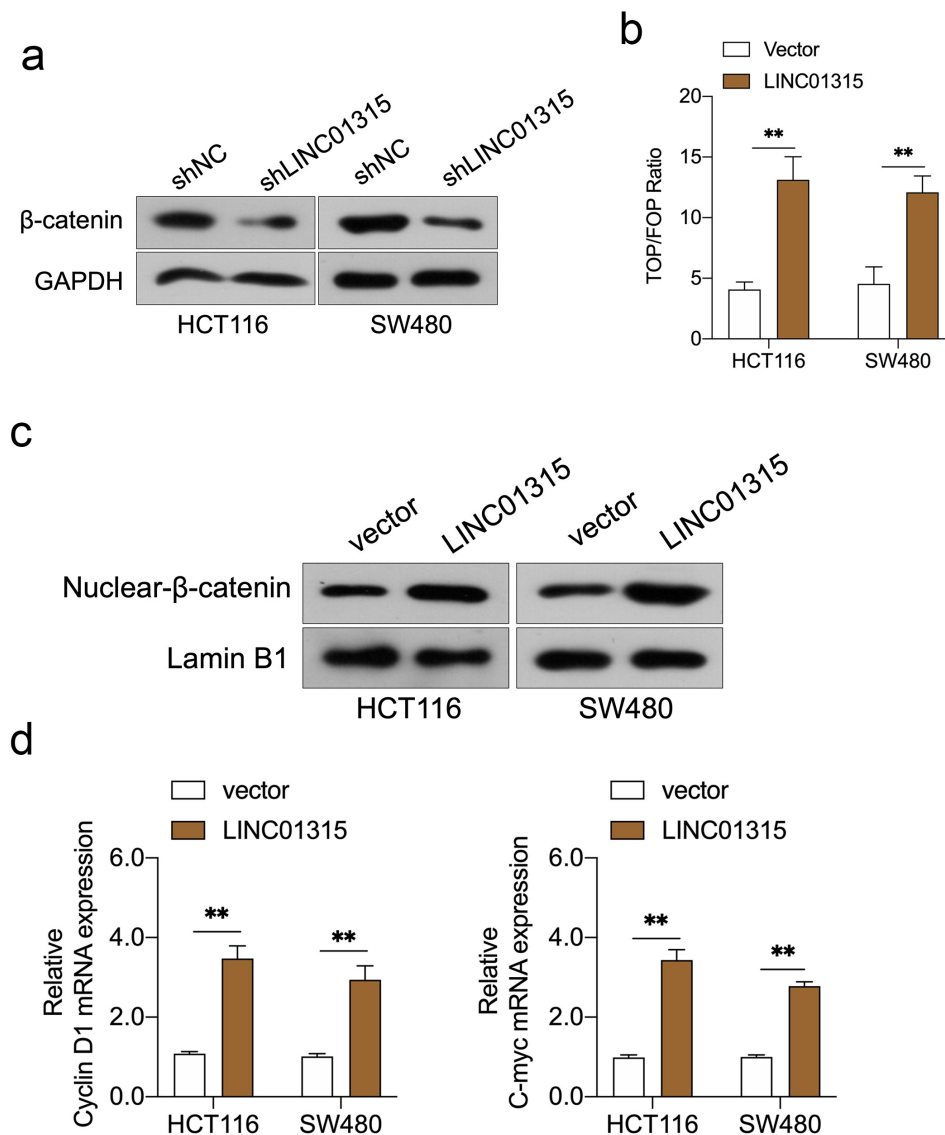 a
shNC
shLINC01315
shNC
shLINC01315
β-catenin
GAPDH
HCT116
SW480
b
Vector
LINC01315
TOP/FOP Ratio
20
15
10
5
0
**
**
HCT116
SW480
c
vector
LINC01315
vector
LINC01315
Nuclear-β-catenin
Lamin B1
HCT116
SW480
d
vector
LINC01315
Relative
Cyclin D1 mRNA expression
6.0
4.0
2.0
0.0
**
**
HCT116
SW480
vector
LINC01315
Relative
C-myc mRNA expression
6.0
4.0
2.0
0.0
**
**
HCT116
SW480